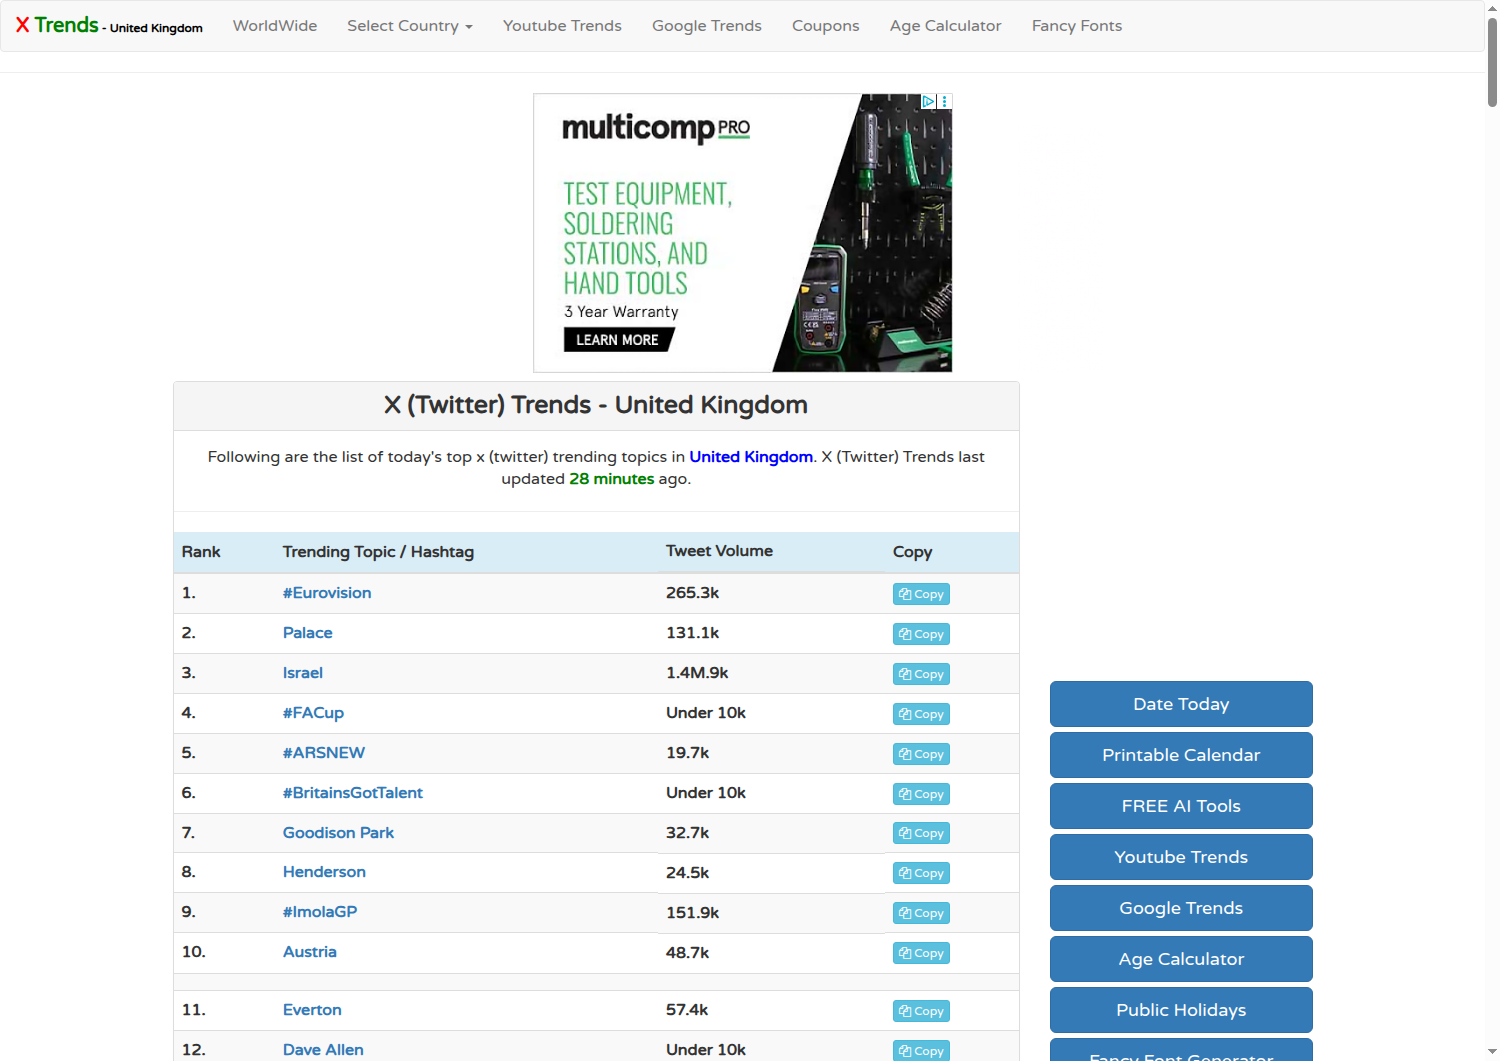 X Trends - United Kingdom
WorldWide
Select Country
Youtube Trends
Google Trends
Coupons
Age Calculator
Fancy Fonts
multicomp PRO
TEST EQUIPMENT,
SOLDERING
STATIONS, AND
HAND TOOLS
3 Year Warranty
LEARN MORE
X (Twitter) Trends - United Kingdom
Following are the list of today's top x (twitter) trending topics in United Kingdom. X (Twitter) Trends last
updated 28 minutes ago.
Rank Trending Topic / Hashtag Tweet Volume Copy
1. #Eurovision 265.3k Copy
2. Palace 131.1k Copy
3. Israel 1.4M.9k Copy
4. #FACup Under 10k Copy
5. #ARSNEW 19.7k Copy
6. #BritainsGotTalent Under 10k Copy
7. Goodison Park 32.7k Copy
8. Henderson 24.5k Copy
9. #ImolaGP 151.9k Copy
10. Austria 48.7k Copy
11. Everton 57.4k Copy
12. Dave Allen Under 10k Copy
Date Today
Printable Calendar
FREE AI Tools
Youtube Trends
Google Trends
Age Calculator
Public Holidays
Fancy Font Generator